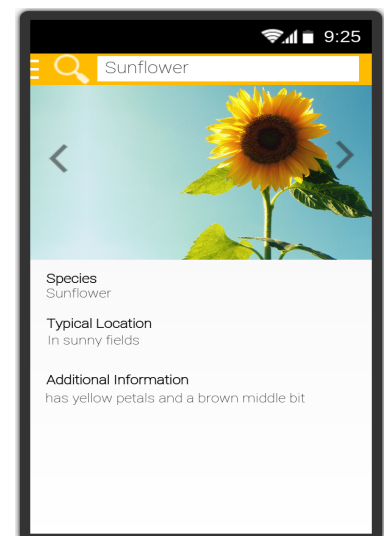 9:25
Sunflower
Species
Sunflower
Typical Location
In sunny fields
Additional Information
has yellow petals and a brown middle bit